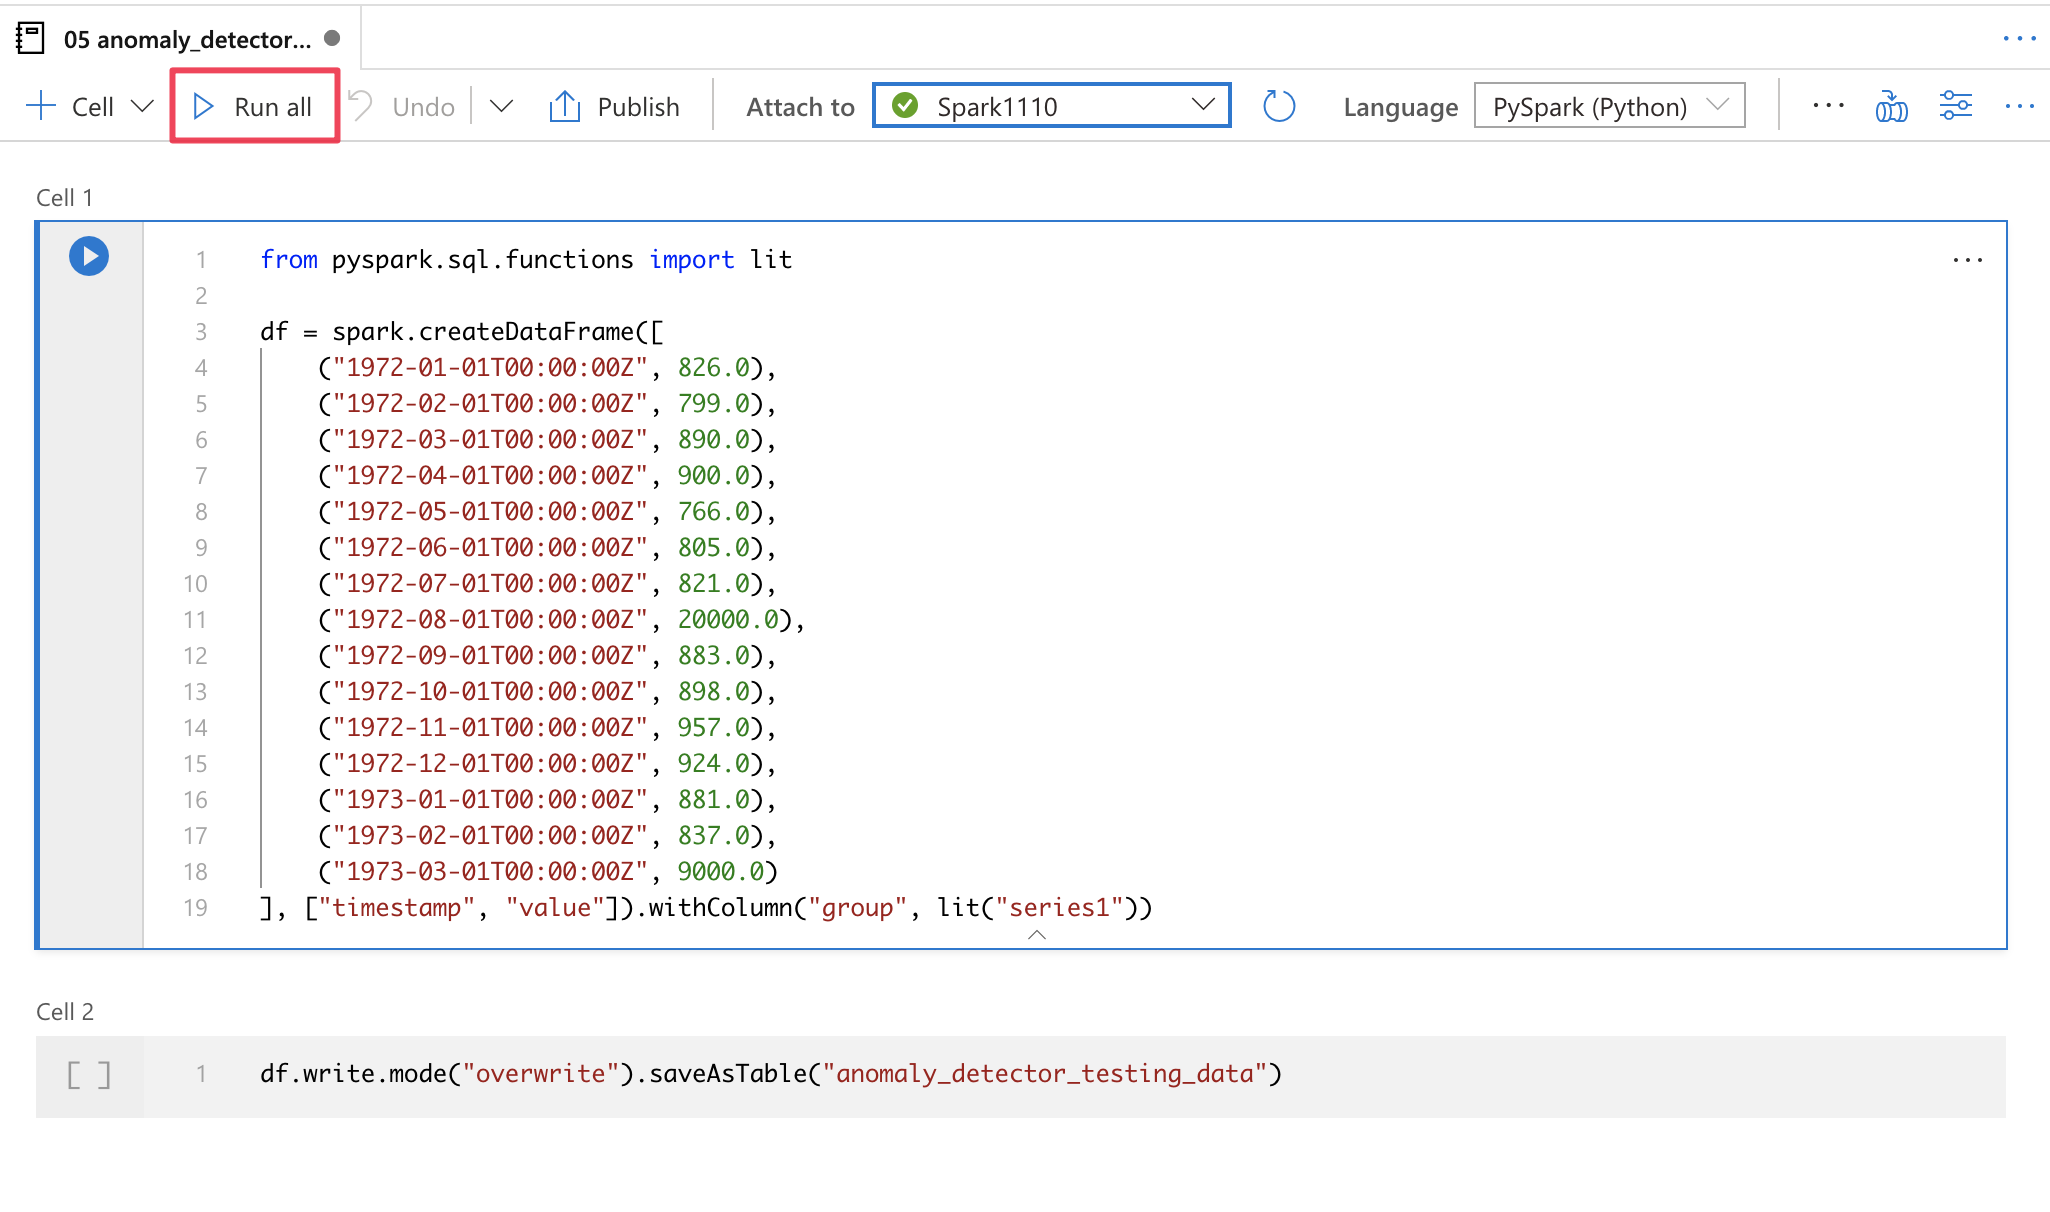 05 anomaly_detector...
Cell Run all Undo Publish Attach to Spark1110 Language PySpark (Python)
Cell 1
1 from pyspark.sql.functions import lit
2
3 df = spark.createDataFrame([
4 ("1972-01-01T00:00:00Z", 826.0),
5 ("1972-02-01T00:00:00Z", 799.0),
6 ("1972-03-01T00:00:00Z", 890.0),
7 ("1972-04-01T00:00:00Z", 900.0),
8 ("1972-05-01T00:00:00Z", 766.0),
9 ("1972-06-01T00:00:00Z", 805.0),
10 ("1972-07-01T00:00:00Z", 821.0),
11 ("1972-08-01T00:00:00Z", 20000.0),
12 ("1972-09-01T00:00:00Z", 883.0),
13 ("1972-10-01T00:00:00Z", 898.0),
14 ("1972-11-01T00:00:00Z", 957.0),
15 ("1972-12-01T00:00:00Z", 924.0),
16 ("1973-01-01T00:00:00Z", 881.0),
17 ("1973-02-01T00:00:00Z", 837.0),
18 ("1973-03-01T00:00:00Z", 9000.0)
19 ], ["timestamp", "value"]).withColumn("group", lit("series1"))
Cell 2
[ ] 1 df.write.mode("overwrite").saveAsTable("anomaly_detector_testing_data")